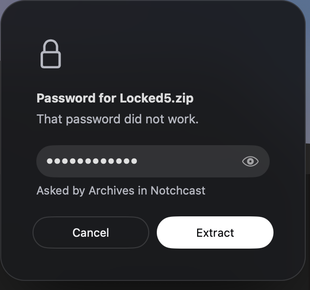 Password for Locked5.zip
That password did not work.
••••••••••••
Asked by Archives in Notchcast
Cancel
Extract